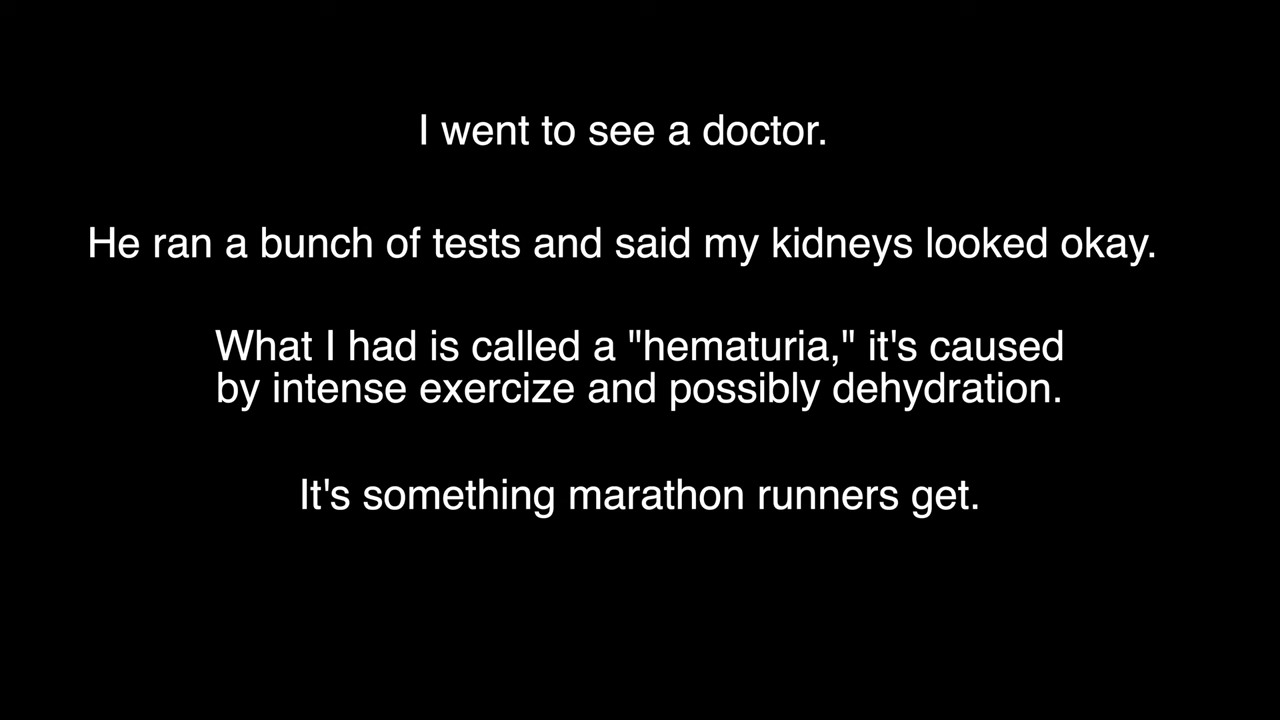 I went to see a doctor.
He ran a bunch of tests and said my kidneys looked okay.
What I had is called a "hematuria," it's caused
by intense exercize and possibly dehydration.
It's something marathon runners get.